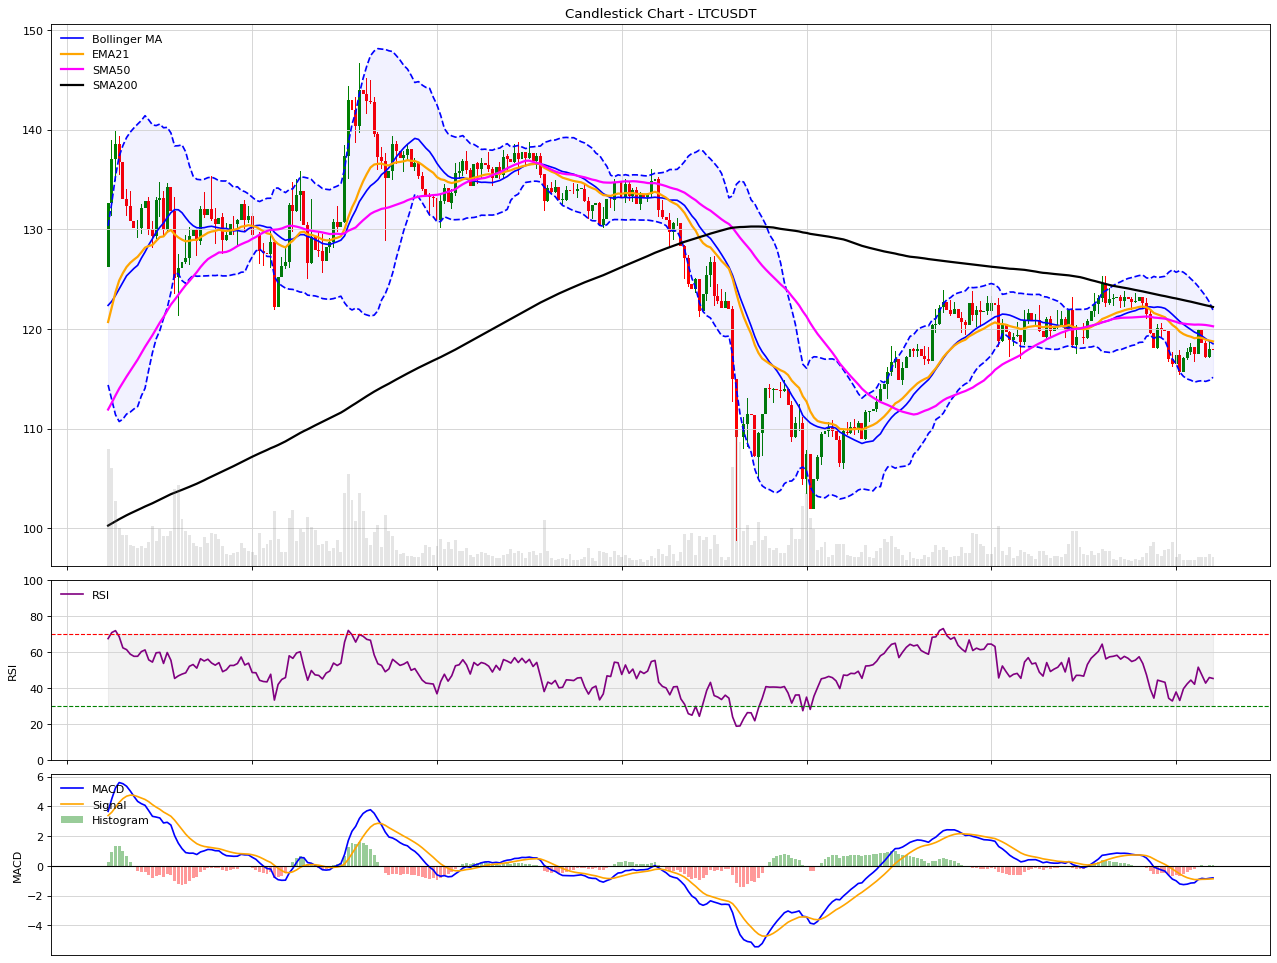 Candlestick Chart - LTCUSDT
Bollinger MA
EMA21
SMA50
SMA200
150
140
130
120
110
100
RSI
100
80
60
40
20
0
RSI
MACD
Signal
Histogram
6
4
2
0
−2
−4
MACD